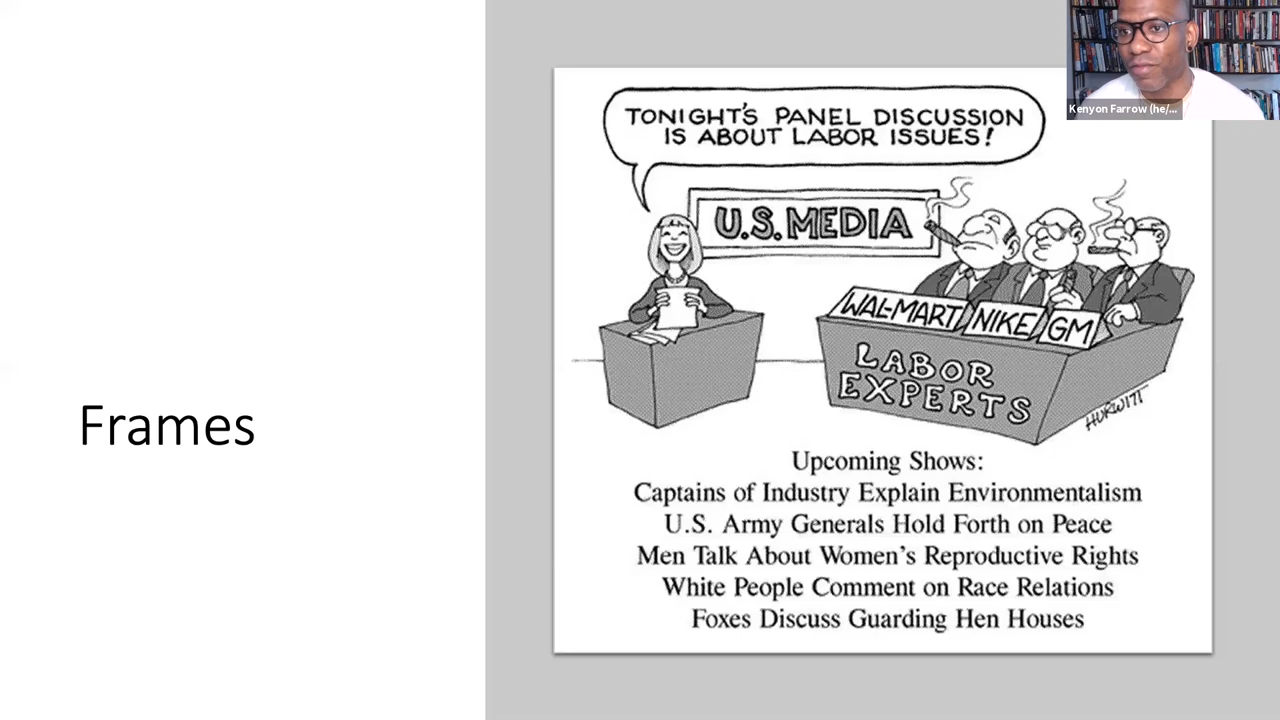 Kenyon Farrow (he/...
TONIGHT'S PANEL DISCUSSION
IS ABOUT LABOR ISSUES!
U.S. MEDIA
WAL-MART
NIKE
GM
LABOR
EXPERTS
HURWITT
Frames
Upcoming Shows:
Captains of Industry Explain Environmentalism
U.S. Army Generals Hold Forth on Peace
Men Talk About Women's Reproductive Rights
White People Comment on Race Relations
Foxes Discuss Guarding Hen Houses